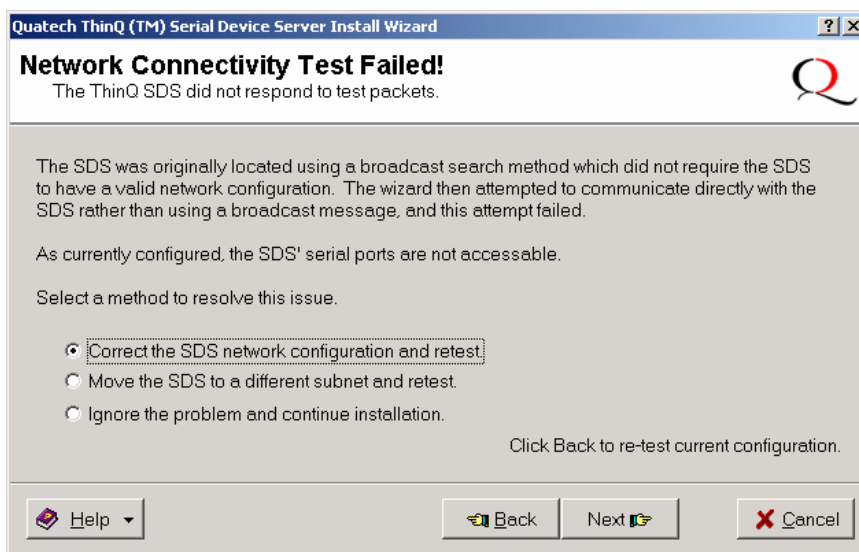 Quatech ThinQ (TM) Serial Device Server Install Wizard
Network Connectivity Test Failed!
The ThinQ SDS did not respond to test packets.
The SDS was originally located using a broadcast search method which did not require the SDS
to have a valid network configuration. The wizard then attempted to communicate directly with the
SDS rather than using a broadcast message, and this attempt failed.
As currently configured, the SDS' serial ports are not accessable.
Select a method to resolve this issue.
Correct the SDS network configuration and retest.
Move the SDS to a different subnet and retest.
Ignore the problem and continue installation.
Click Back to re-test current configuration.
Help
Back
Next
Cancel